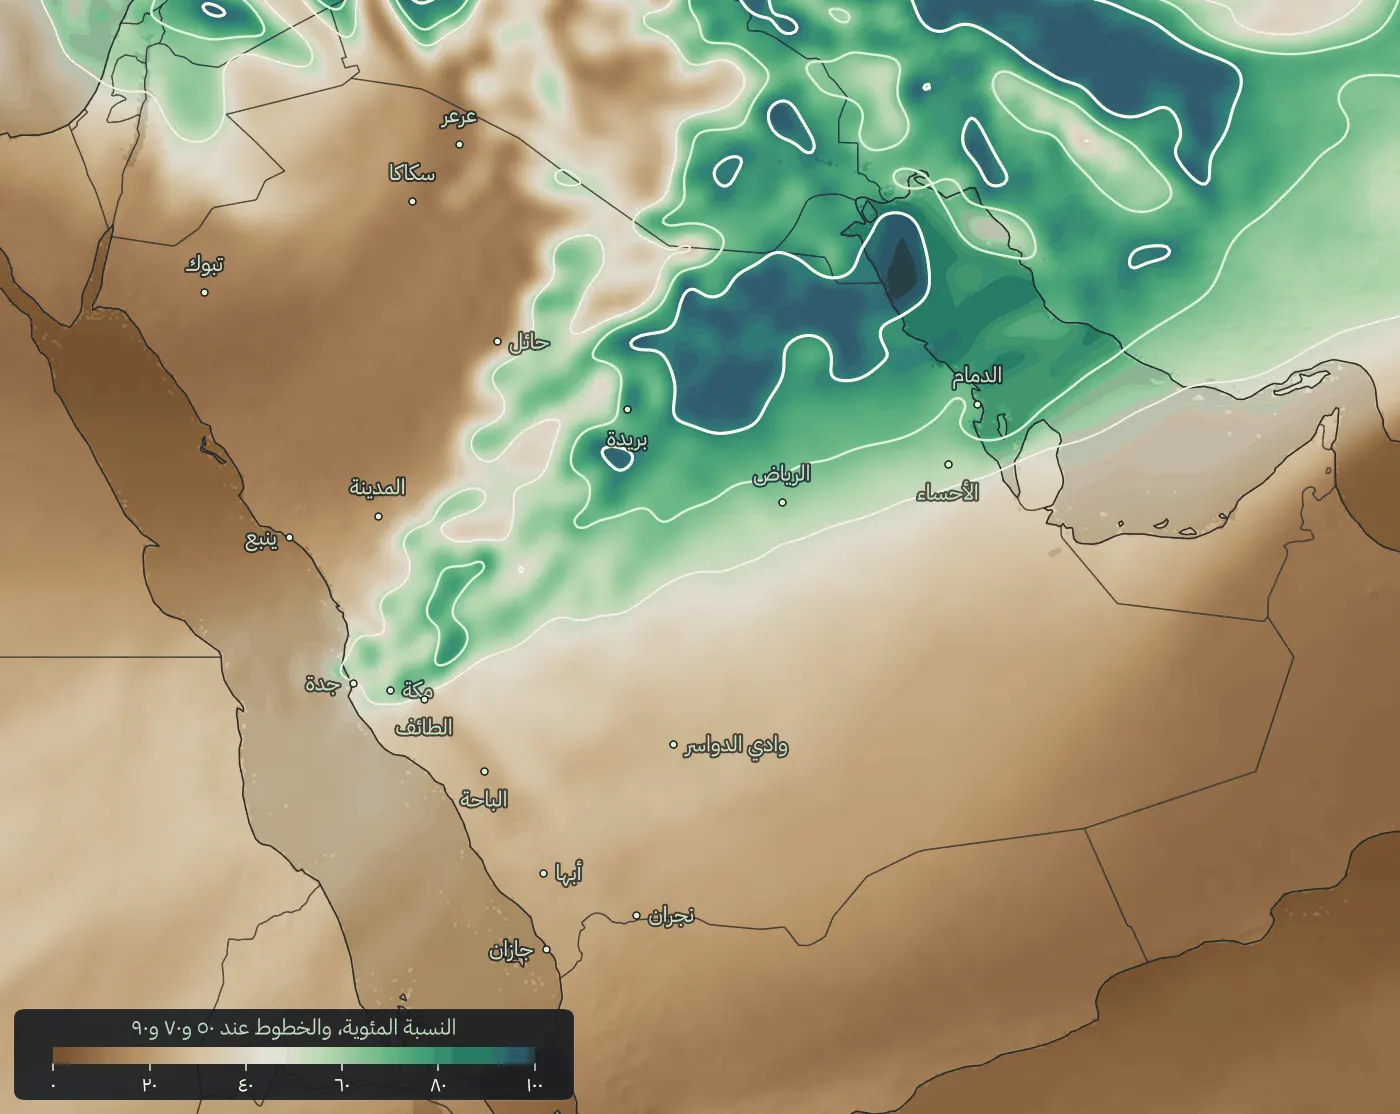 عرعر
سكاكا
تبوك
حائل
الدمام
بريدة
الرياض
الأحساء
المدينة
ينبع
جدة
مكة
الطائف
وادي الدواسر
الباحة
أبها
نجران
جازان
النسبة المئوية، والخطوط عند ٥٠ و٧٠ و٩٠
٠ ٢٠ ٤٠ ٦٠ ٨٠ ١٠٠